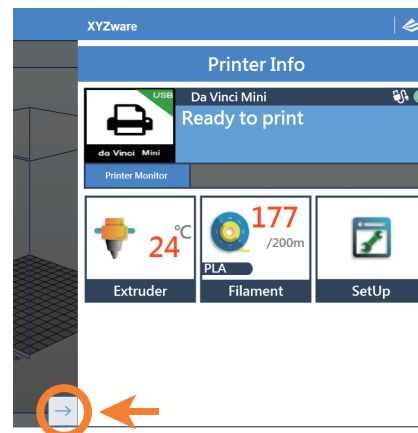 XYZware
Printer Info
USB
Da Vinci Mini
Ready to print
da Vinci Mini
Printer Monitor
24℃
177
/200m
PLA
Extruder
Filament
SetUp